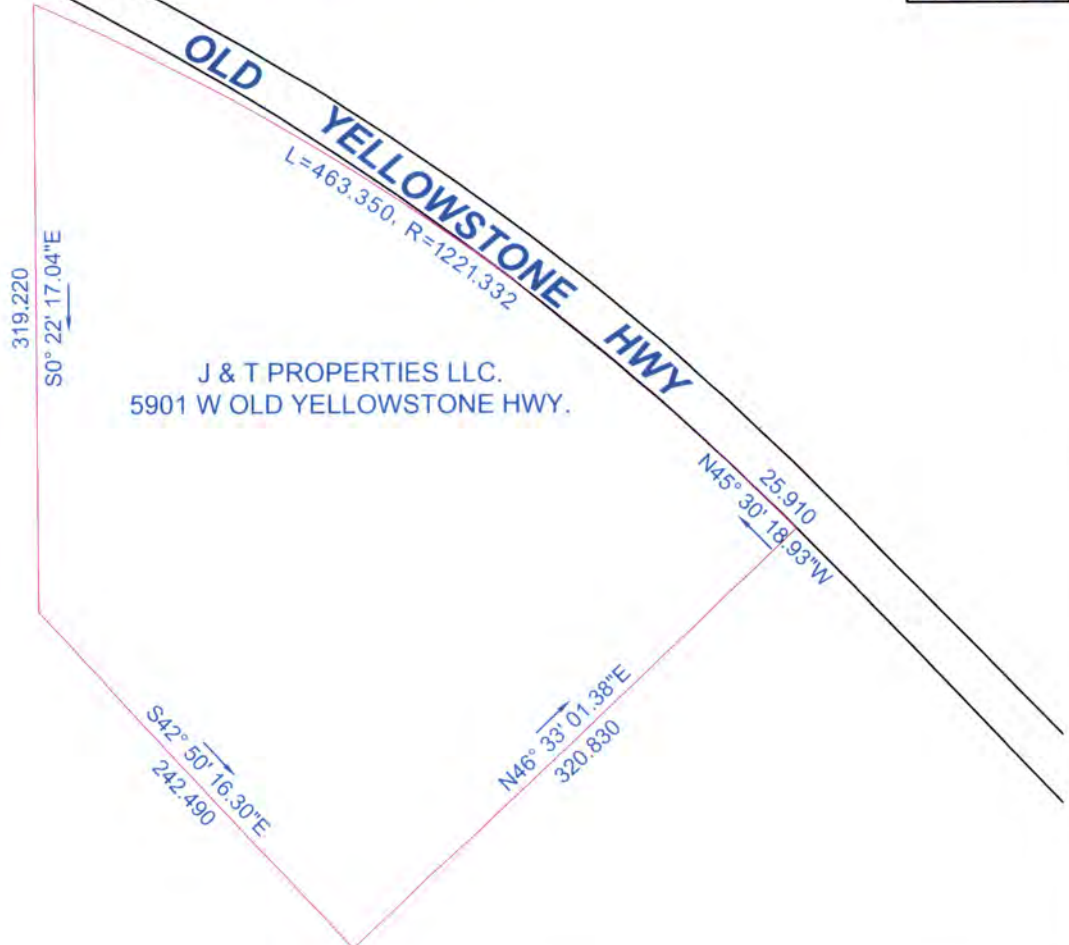 OLD YELLOWSTONE HWY
L=463.350, R=1221.332
319.220
S0° 22' 17.04"E
J & T PROPERTIES LLC.
5901 W OLD YELLOWSTONE HWY.
25.910
N45° 30' 18.93"W
S42° 50' 16.30"E
242.490
N46° 33' 01.38"E
320.830